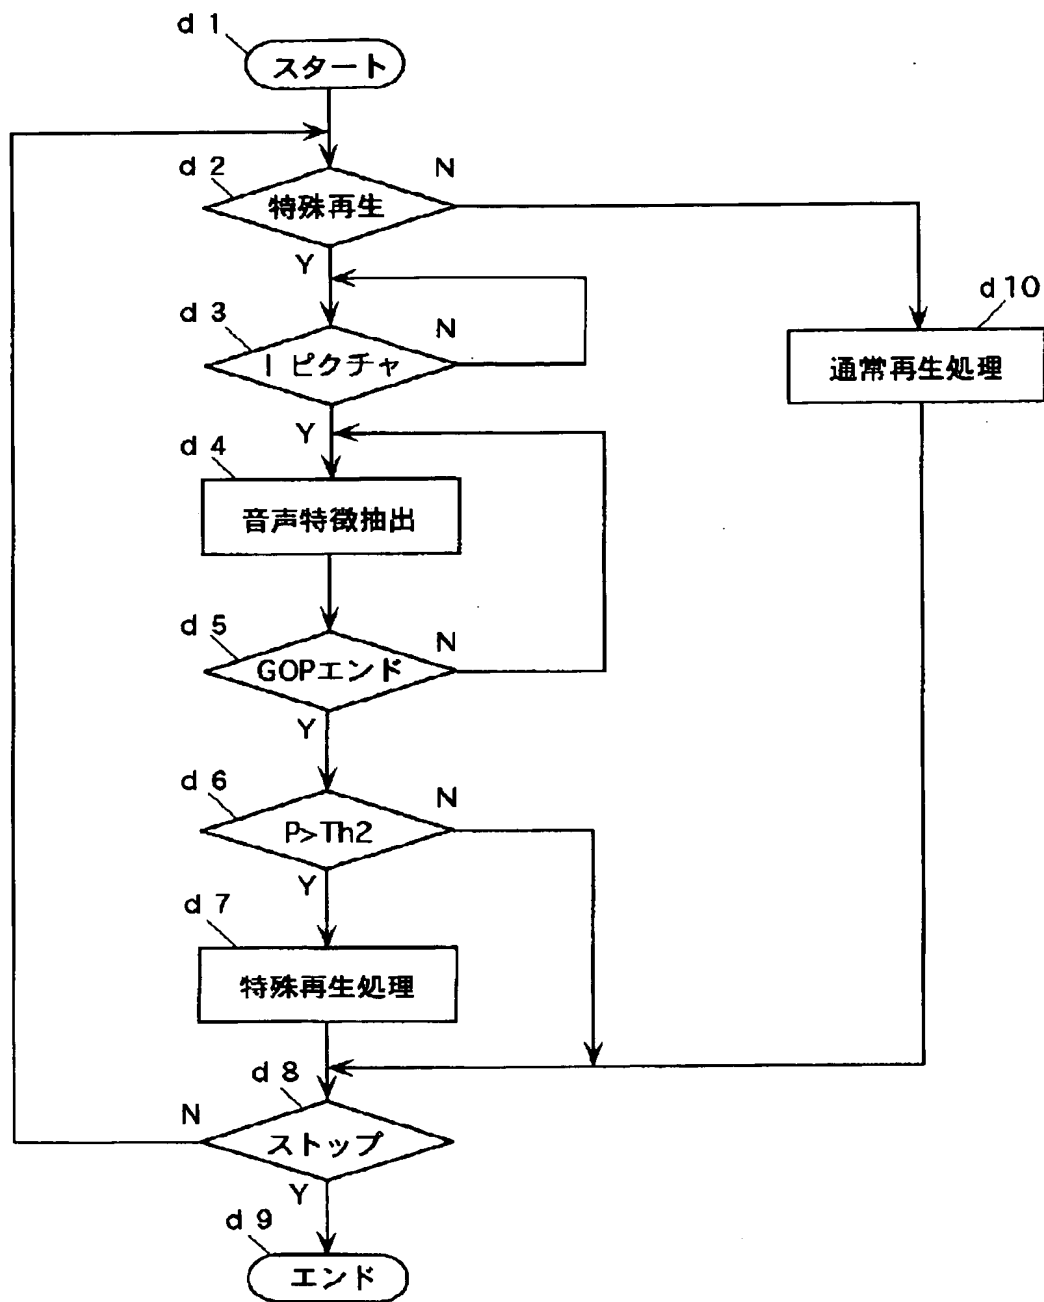 d 1
スタート
d 2
特殊再生
N
Y
d 3
I ピクチャ
N
d 10
通常再生処理
Y
d 4
音声特徴抽出
d 5
GOPエンド
N
Y
d 6
P>Th2
N
Y
d 7
特殊再生処理
d 8
ストップ
N
Y
d 9
エンド